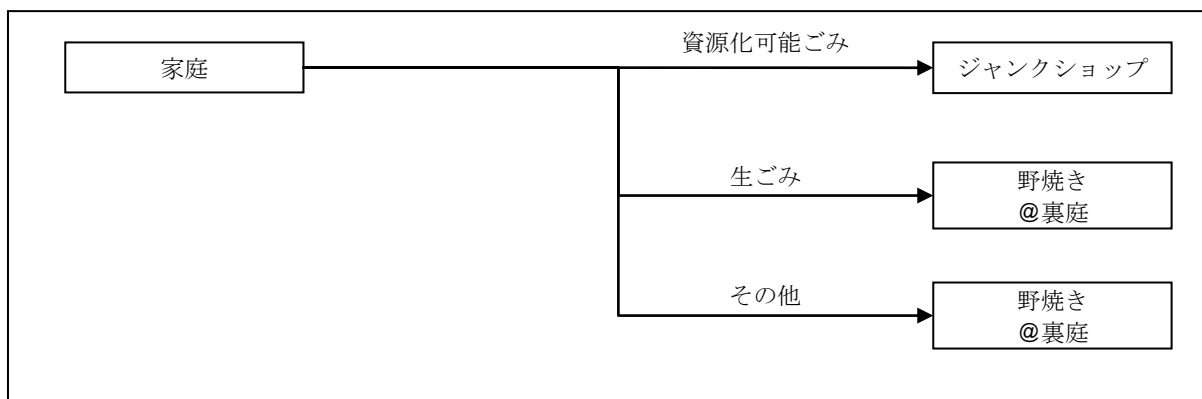 資源化可能ごみ
家庭
ジャンクショップ
生ごみ
野焼き
@裏庭
その他
野焼き
@裏庭